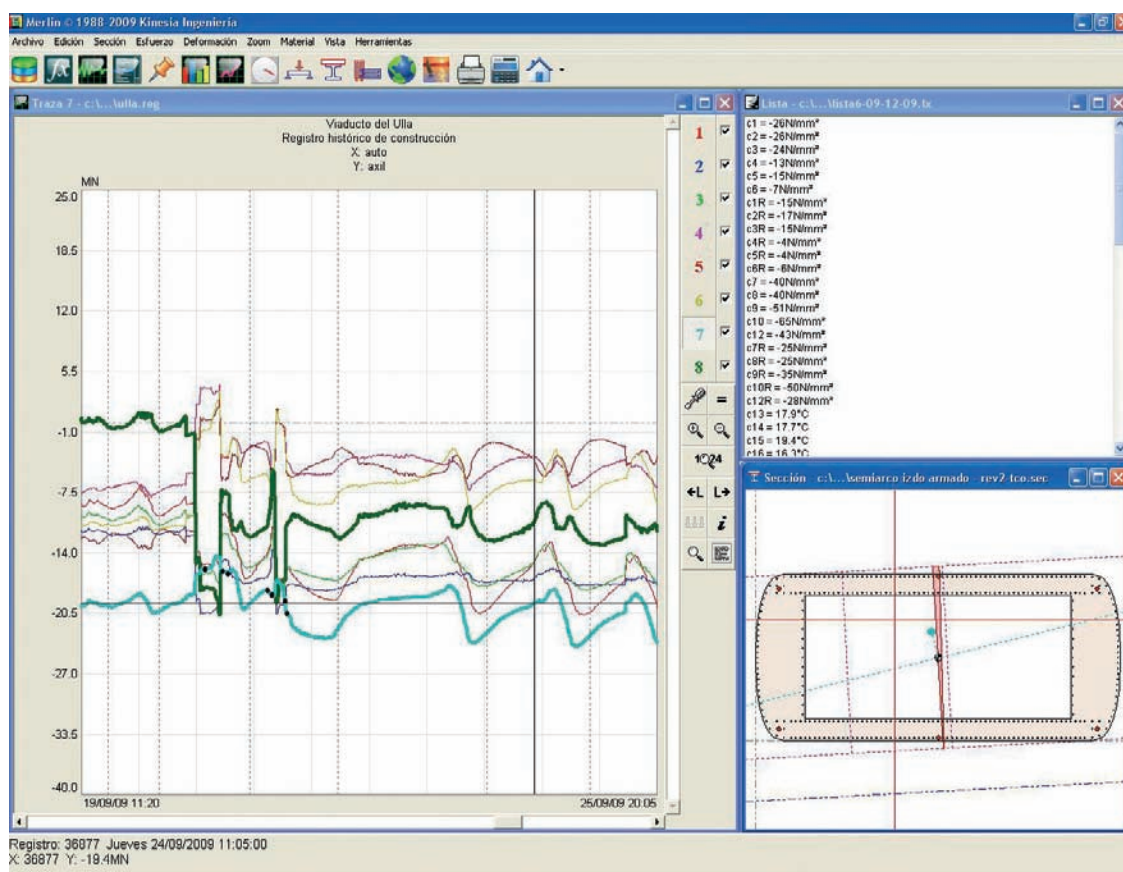 Merlin © 1988-2009 Kinesia Ingeniería
Archivo Edición Sección Esfuerzo Deformación Zoom Material Vista Herramientas
Traza 7 - c:\...\ulla.reg
Viaducto del Ulla
Registro histórico de construcción
X: auto
Y: axil
MN
25.0
18.5
12.0
5.5
-1.0
-7.5
-14.0
-20.5
-27.0
-33.5
-40.0
19/09/09 11:20
25/09/09 20:05
1
2
3
4
5
6
7
8
=
1024
←L L→
i
Lista - c:\...\lista6-09-12-09.tx
c1 = -26N/mm²
c2 = -26N/mm²
c3 = -24N/mm²
c4 = -13N/mm²
c5 = -15N/mm²
c6 = -7N/mm²
c1R = -15N/mm²
c2R = -17N/mm²
c3R = -15N/mm²
c4R = -4N/mm²
c5R = -4N/mm²
c6R = -6N/mm²
c7 = -40N/mm²
c8 = -40N/mm²
c9 = -51N/mm²
c10 = -65N/mm²
c12 = -43N/mm²
c7R = -25N/mm²
c8R = -25N/mm²
c9R = -35N/mm²
c10R = -50N/mm²
c12R = -28N/mm²
c13 = 17.9°C
c14 = 17.7°C
c15 = 19.4°C
c16 = 16.3°C
Sección - c:\...\semiarco izdo armado - rev2-tco.sec
Registro: 36877 Jueves 24/09/2009 11:05:00
X: 36877 Y: -19.4MN